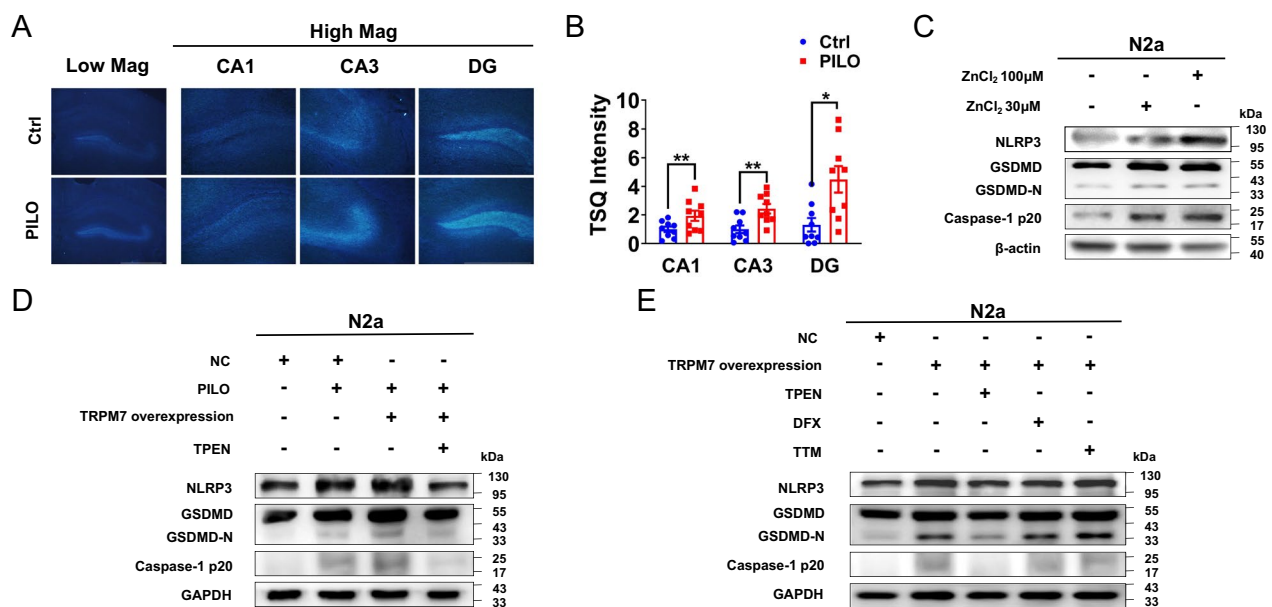 A
High Mag
Low Mag CA1 CA3 DG
Ctrl
PILO
B
Ctrl
PILO
TSQ Intensity
10
8
6
4
2
0
** ** *
CA1 CA3 DG
C
N2a
ZnCl2 100μM - - +
ZnCl2 30μM - + -
kDa
NLRP3 130
95
GSDMD 55
43
GSDMD-N 33
Caspase-1 p20 25
17
β-actin 55
40
D
N2a
NC + + - -
PILO - + + +
TRPM7 overexpression - - + +
TPEN - - - +
kDa
NLRP3 130
95
GSDMD 55
43
GSDMD-N 33
Caspase-1 p20 25
17
GAPDH 43
33
E
N2a
NC + - - - -
TRPM7 overexpression - + + + +
TPEN - - + - -
DFX - - - + -
TTM - - - - +
kDa
NLRP3 130
95
GSDMD 55
43
GSDMD-N 33
Caspase-1 p20 25
17
GAPDH 43
33